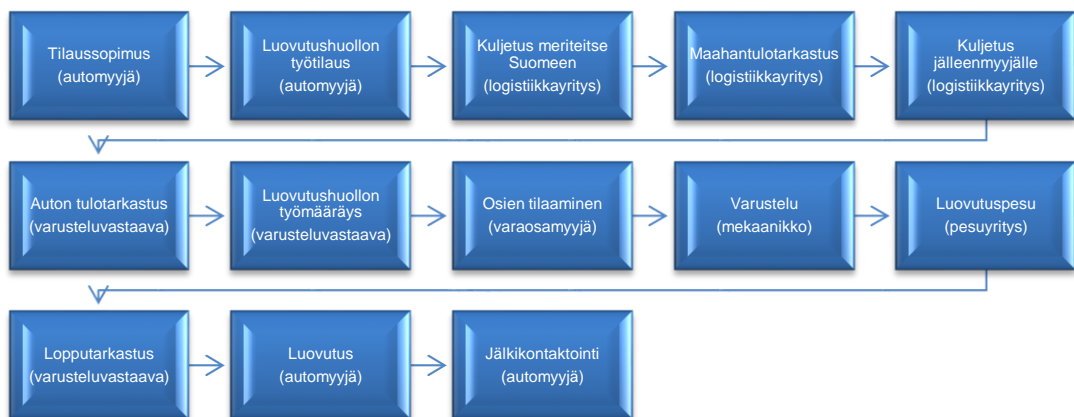 Tilaussopimus
(automyyjä)
Luovutushuollon
työtilaus
(automyyjä)
Kuljetus meriteitse
Suomeen
(logistiikkayritys)
Maahantulotarkastus
(logistiikkayritys)
Kuljetus
jälleenmyyjälle
(logistiikkayritys)
Auton tulotarkastus
(varusteluvastaava)
Luovutushuollon
työmääräys
(varusteluvastaava)
Osien tilaaminen
(varaosamyyjä)
Varustelu
(mekaanikko)
Luovutuspesu
(pesuyritys)
Lopputarkastus
(varusteluvastaava)
Luovutus
(automyyjä)
Jälkikontaktointi
(automyyjä)